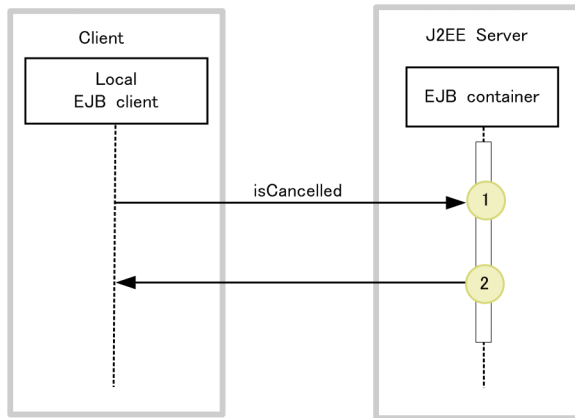 Client
J2EE Server
Local
EJB client
EJB container
isCancelled
1
2